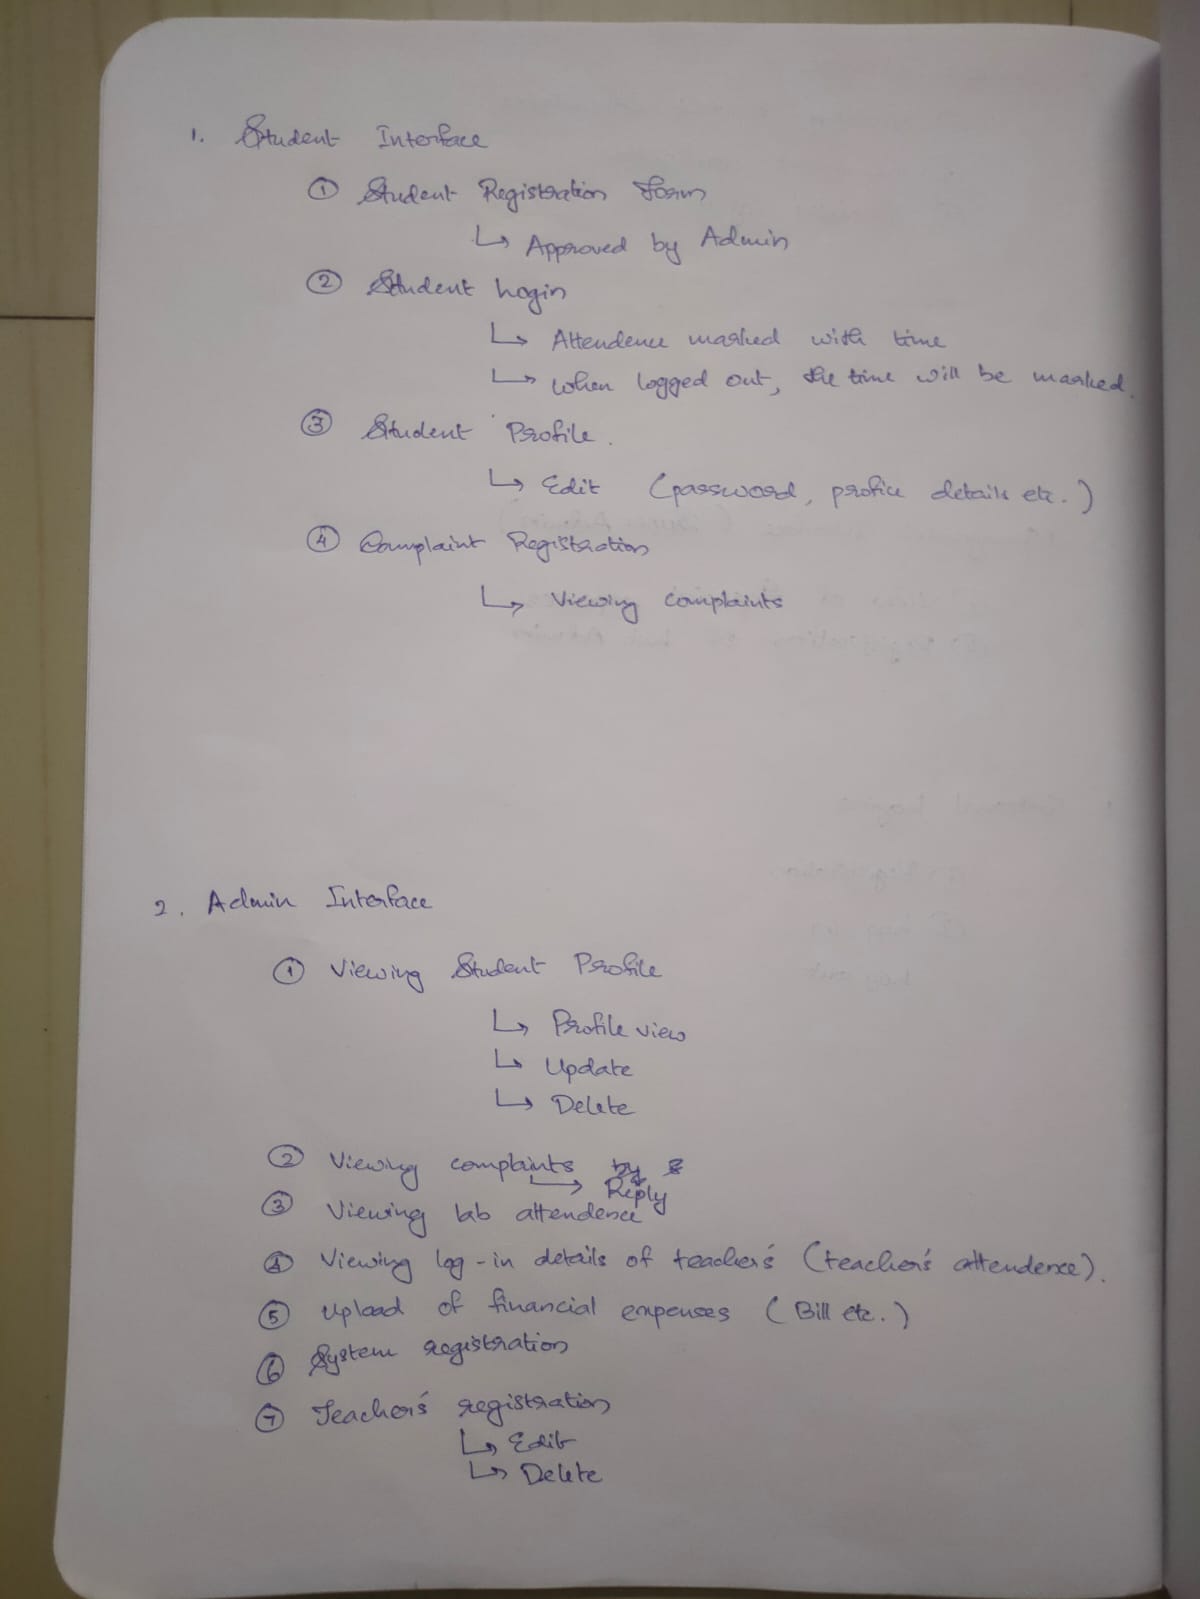 1. Student Interface
① Student Registration Form
↳ Approved by Admin
② Student Login
↳ Attendence marked with time
↳ When logged out, the time will be marked.
③ Student Profile.
↳ Edit (password, profice details etc.)
④ Complaint Registration
↳ Viewing complaints
2. Admin Interface
① Viewing Student Profile
↳ Profile view
↳ Update
↳ Delete
② Viewing complaints
↳ Reply
③ Viewing lab attendence
④ Viewing log-in details of teacher's (teacher's attendence).
⑤ Upload of financial expenses (Bill etc.)
⑥ System registration
⑦ Teacher's registration
↳ Edit
↳ Delete